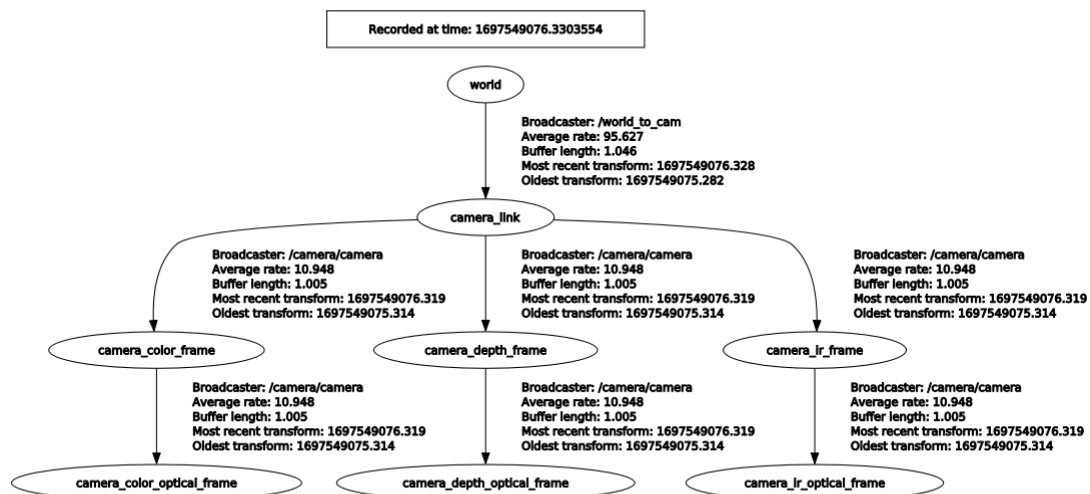 Recorded at time: 1697549076.3303554
world
Broadcaster: /world_to_cam
Average rate: 95.627
Buffer length: 1.046
Most recent transform: 1697549076.328
Oldest transform: 1697549075.282
camera_link
Broadcaster: /camera/camera
Average rate: 10.948
Buffer length: 1.005
Most recent transform: 1697549076.319
Oldest transform: 1697549075.314
Broadcaster: /camera/camera
Average rate: 10.948
Buffer length: 1.005
Most recent transform: 1697549076.319
Oldest transform: 1697549075.314
Broadcaster: /camera/camera
Average rate: 10.948
Buffer length: 1.005
Most recent transform: 1697549076.319
Oldest transform: 1697549075.314
camera_color_frame
camera_depth_frame
camera_ir_frame
Broadcaster: /camera/camera
Average rate: 10.948
Buffer length: 1.005
Most recent transform: 1697549076.319
Oldest transform: 1697549075.314
Broadcaster: /camera/camera
Average rate: 10.948
Buffer length: 1.005
Most recent transform: 1697549076.319
Oldest transform: 1697549075.314
Broadcaster: /camera/camera
Average rate: 10.948
Buffer length: 1.005
Most recent transform: 1697549076.319
Oldest transform: 1697549075.314
camera_color_optical_frame
camera_depth_optical_frame
camera_ir_optical_frame